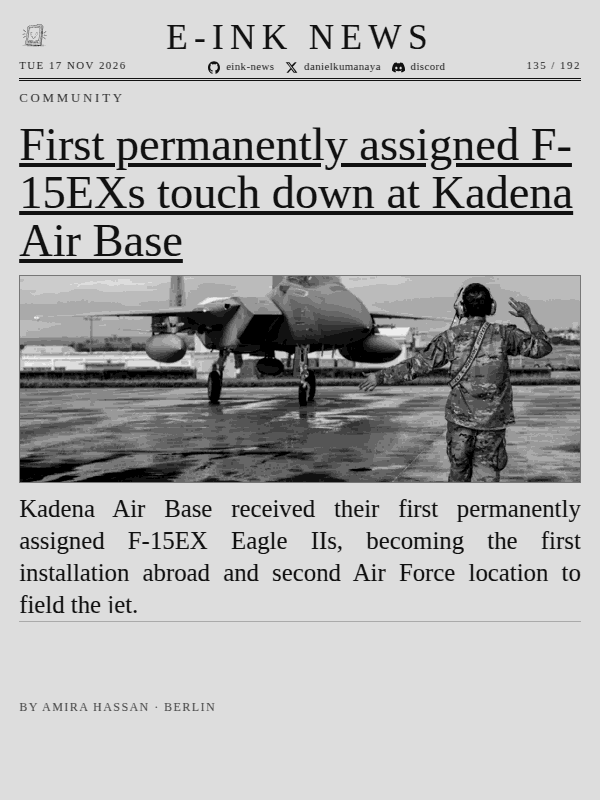 E-INK NEWS
TUE 17 NOV 2026
eink-news
danielkumanaya
discord
135 / 192
COMMUNITY
First permanently assigned F-
15EXs touch down at Kadena
Air Base
Kadena Air Base received their first permanently
assigned F-15EX Eagle IIs, becoming the first
installation abroad and second Air Force location to
field the jet.
BY AMIRA HASSAN · BERLIN